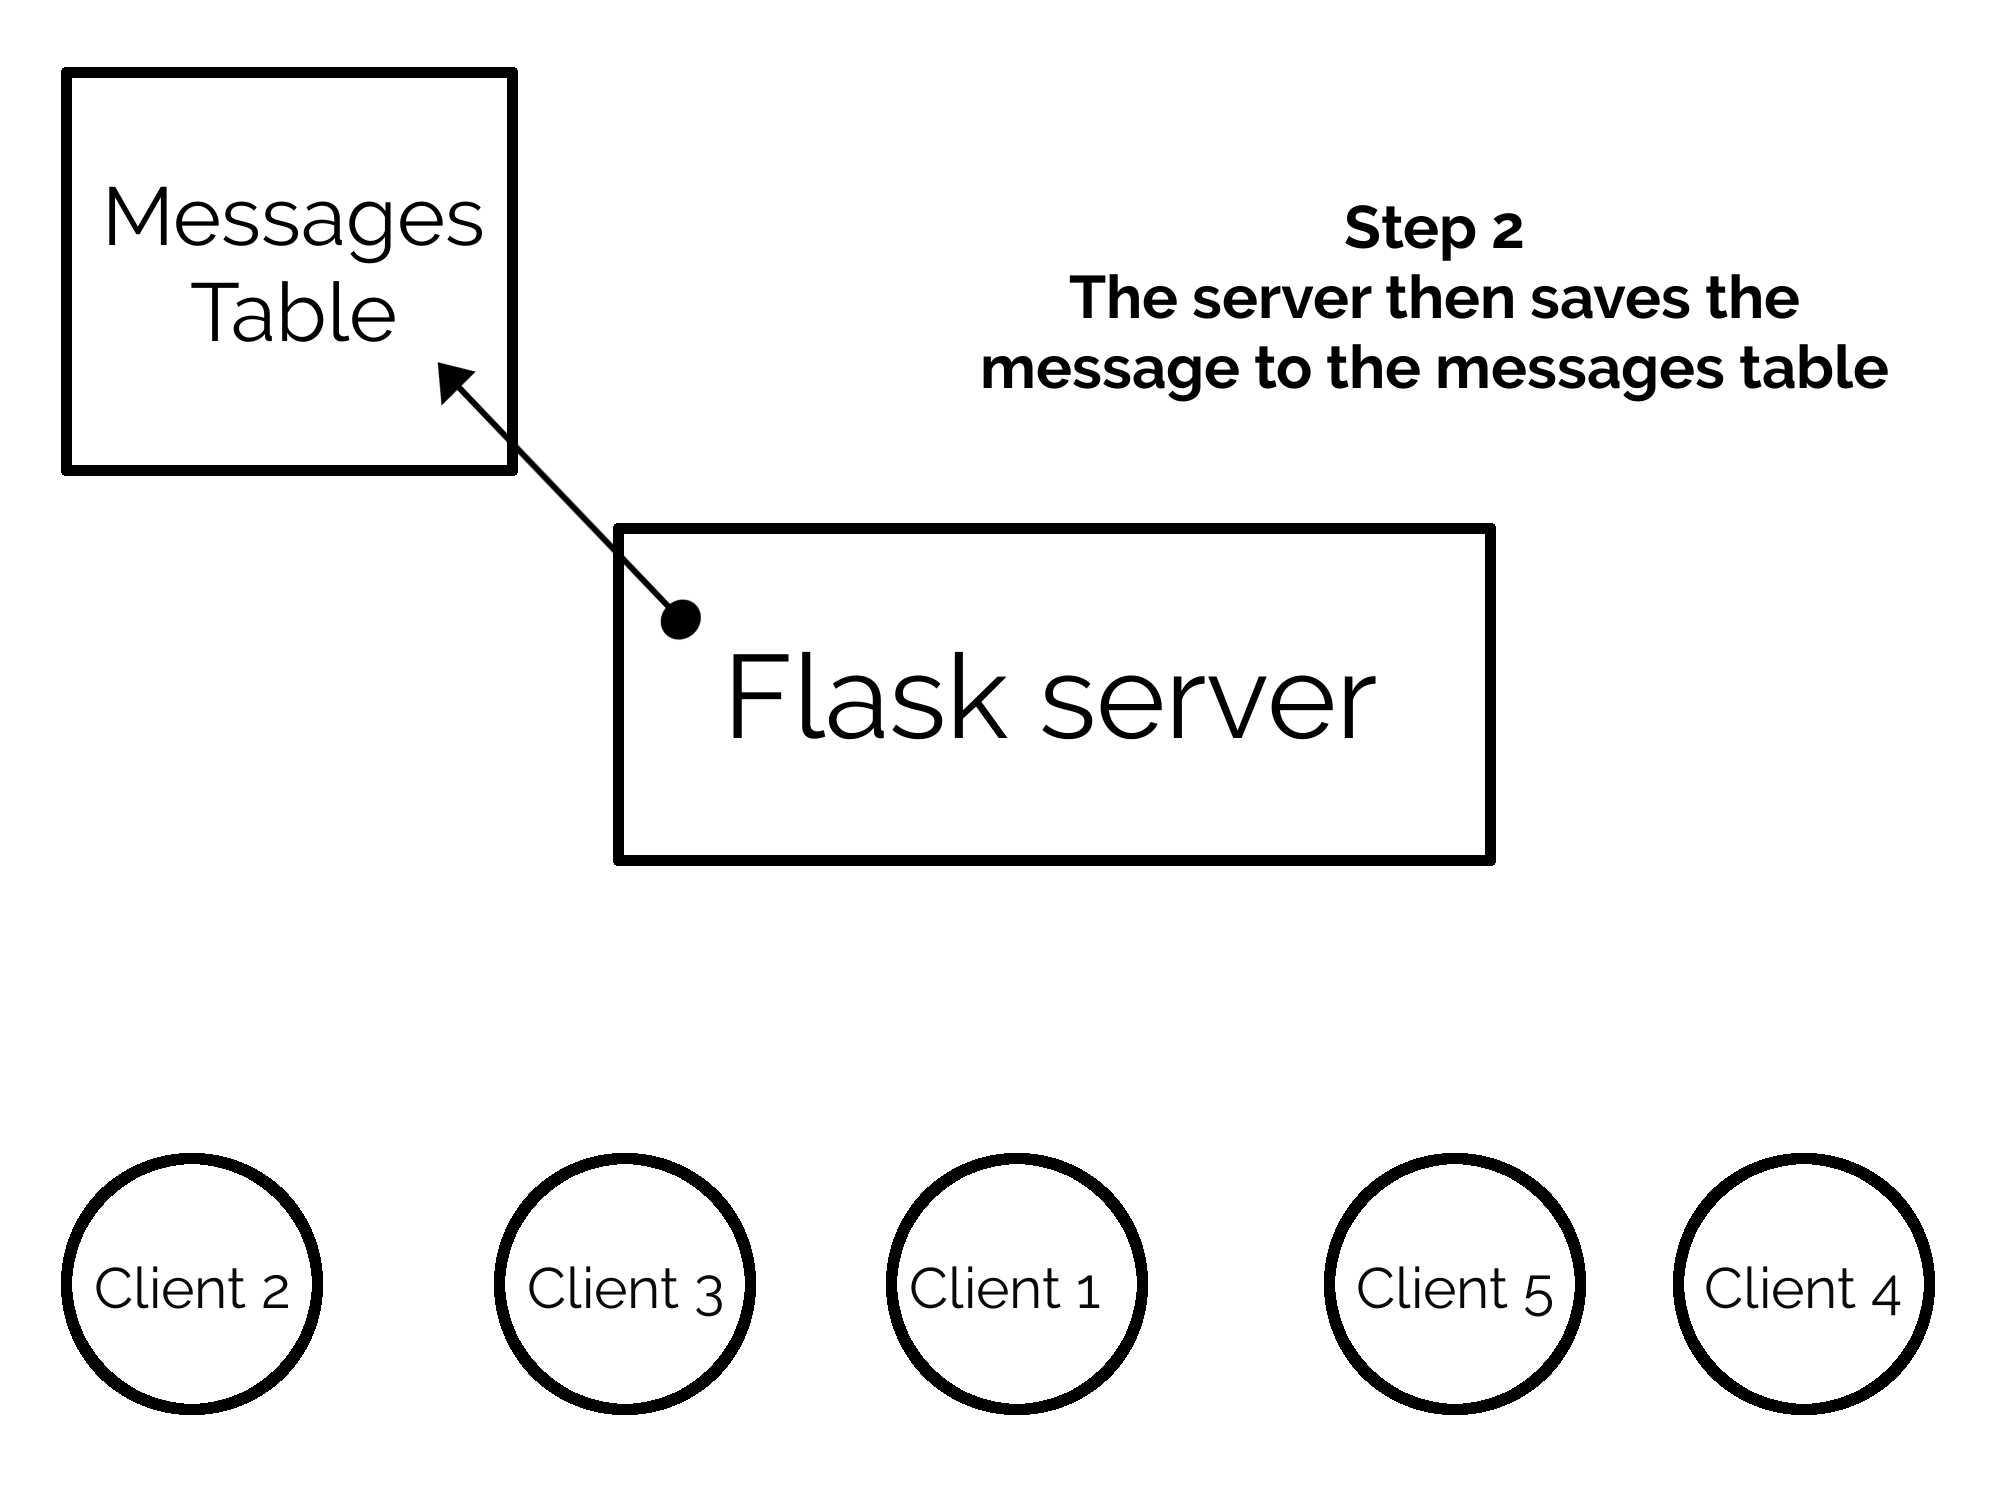 Messages
Table
Step 2
The server then saves the
message to the messages table
Flask server
Client 2
Client 3
Client 1
Client 5
Client 4